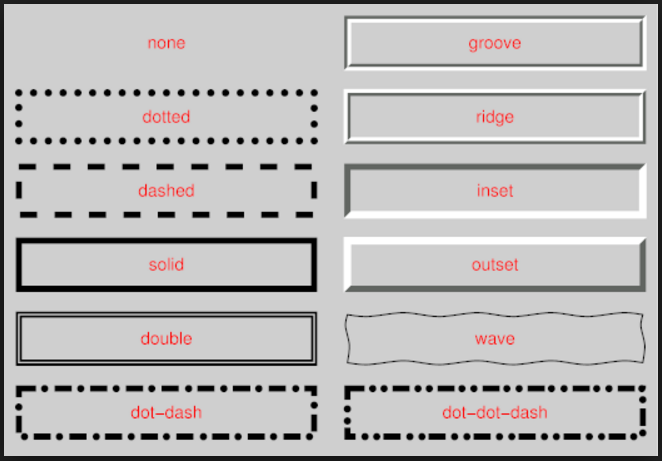 none
groove
dotted
ridge
dashed
inset
solid
outset
double
wave
dot-dash
dot-dot-dash